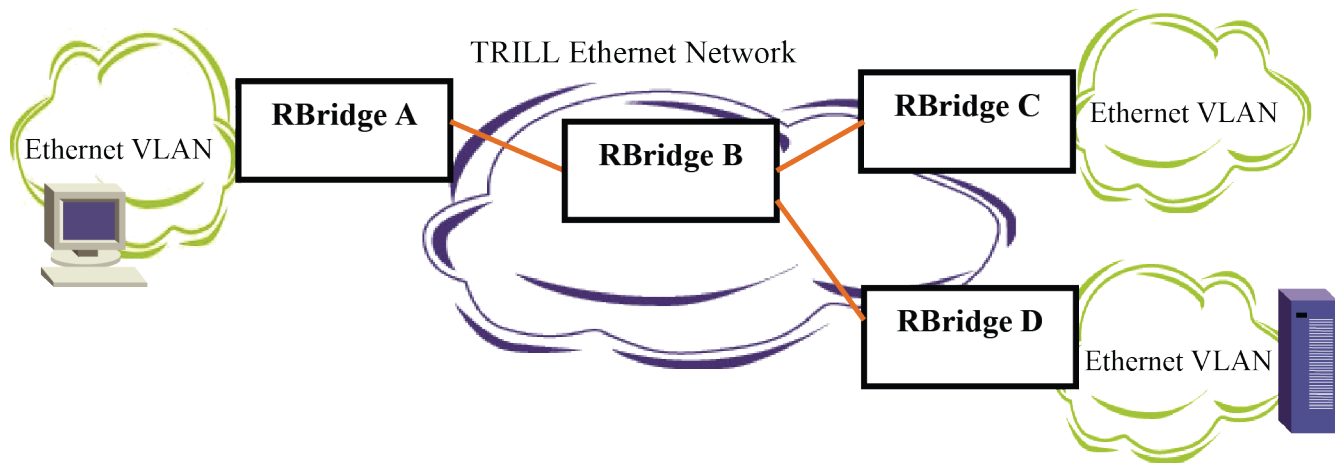 TRILL Ethernet Network
RBridge A
RBridge C
Ethernet VLAN
RBridge B
Ethernet VLAN
RBridge D
Ethernet VLAN